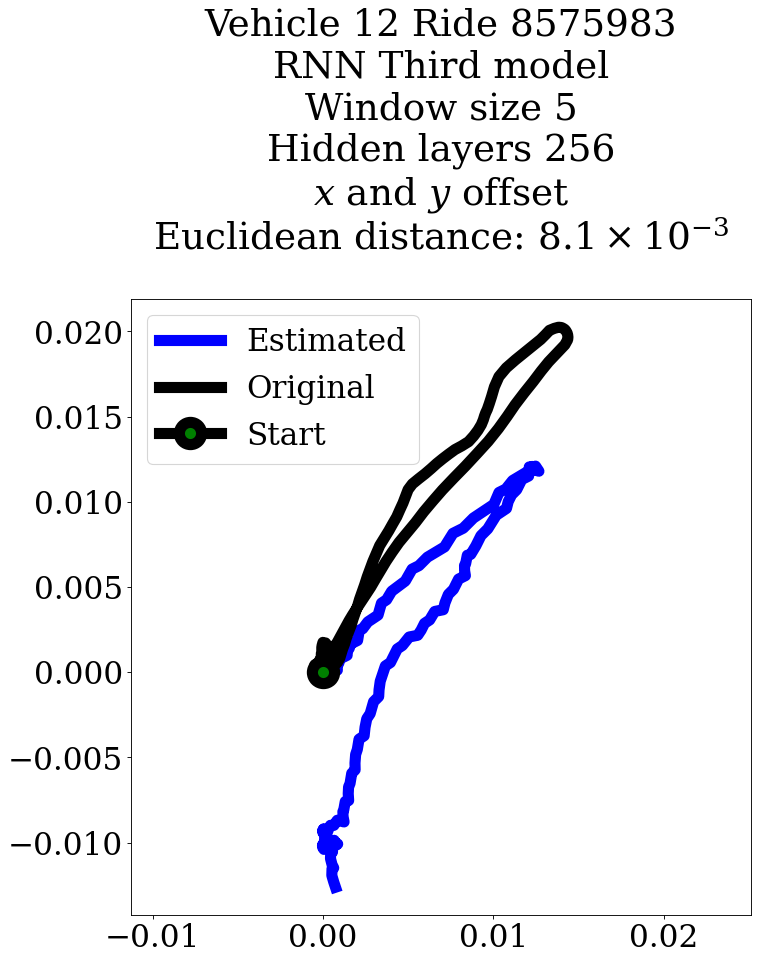 Vehicle 12 Ride 8575983
RNN Third model
Window size 5
Hidden layers 256
x and y offset
Euclidean distance: 8.1 × 10⁻³
Estimated
Original
Start
0.020
0.015
0.010
0.005
0.000
−0.005
−0.010
−0.01 0.00 0.01 0.02